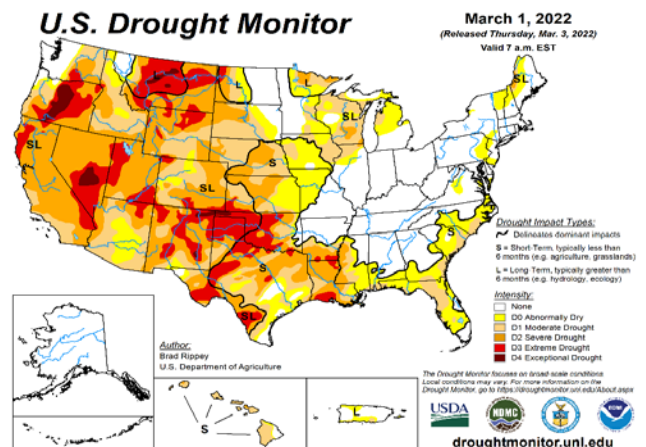 U.S. Drought Monitor
March 1, 2022
(Released Thursday, Mar. 3, 2022)
Valid 7 a.m. EST
L
L
L
SL
SL
SL
S
SL
S
S
SL
Drought Impact Types:
Delineates dominant impacts
S = Short-Term, typically less than
6 months (e.g. agriculture, grasslands)
L = Long-Term, typically greater than
6 months (e.g. hydrology, ecology)
Intensity:
None
D0 Abnormally Dry
D1 Moderate Drought
D2 Severe Drought
D3 Extreme Drought
D4 Exceptional Drought
Author:
Brad Rippey
U.S. Department of Agriculture
S
L
The Drought Monitor focuses on broad-scale conditions.
Local conditions may vary. For more information on the
Drought Monitor, go to https://droughtmonitor.unl.edu/About.aspx
USDA
NDMC
droughtmonitor.unl.edu